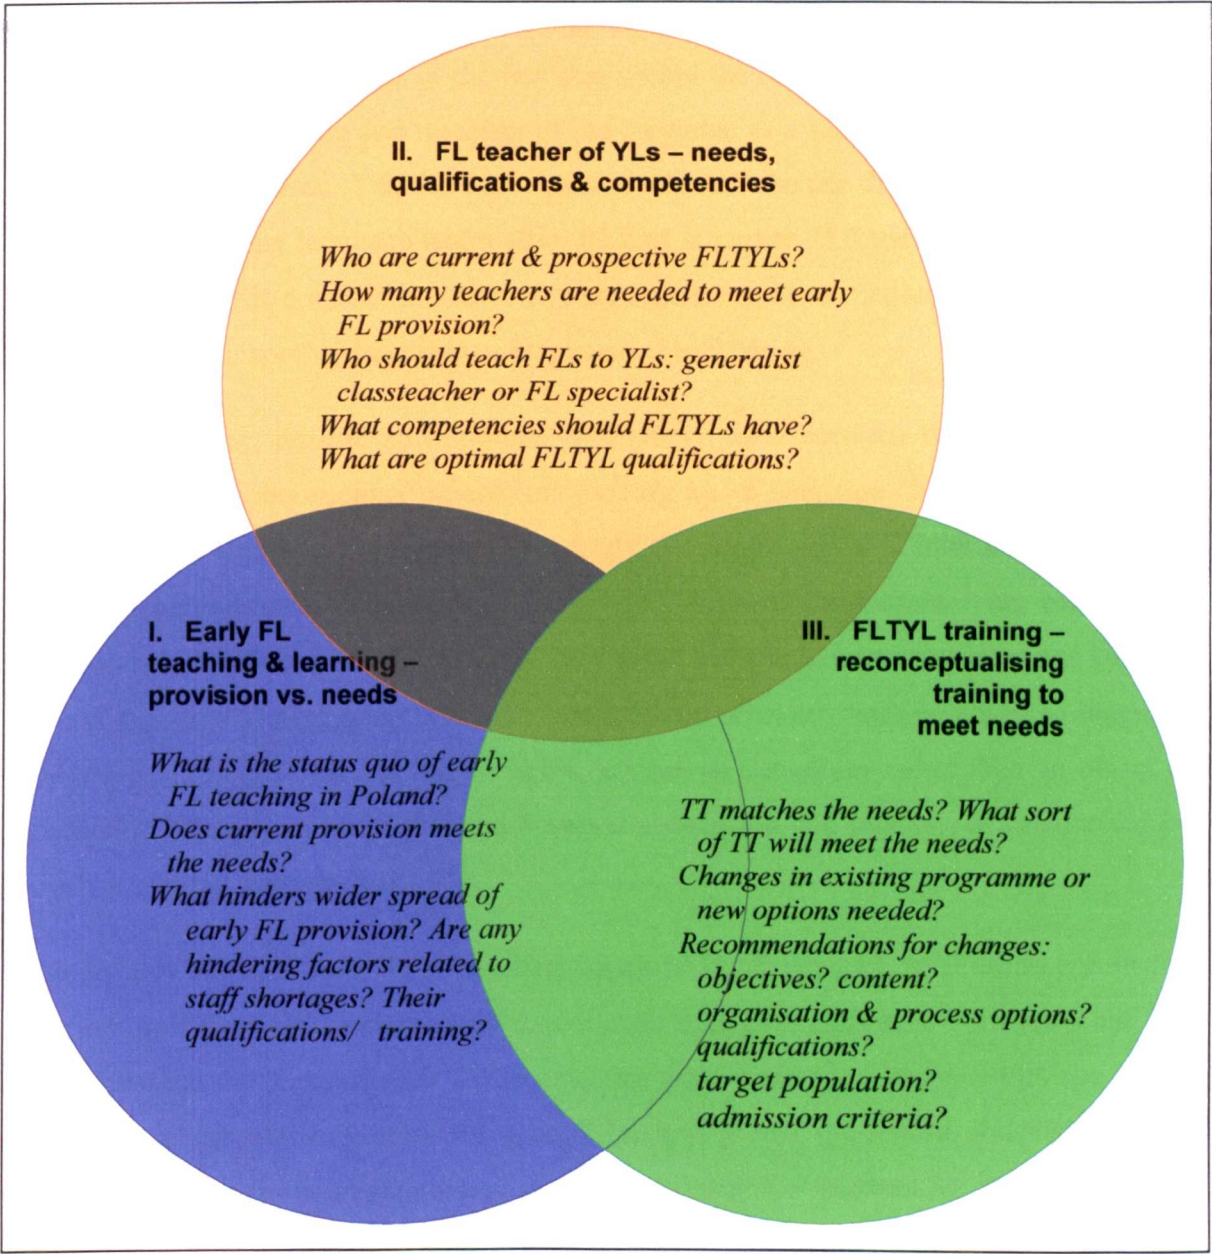 II. FL teacher of YLs – needs,
qualifications & competencies
Who are current & prospective FLTYLs?
How many teachers are needed to meet early
FL provision?
Who should teach FLs to YLs: generalist
classteacher or FL specialist?
What competencies should FLTYLs have?
What are optimal FLTYL qualifications?
I. Early FL
teaching & learning –
provision vs. needs
What is the status quo of early
FL teaching in Poland?
Does current provision meets
the needs?
What hinders wider spread of
early FL provision? Are any
hindering factors related to
staff shortages? Their
qualifications/ training?
III. FLTYL training –
reconceptualising
training to
meet needs
TT matches the needs? What sort
of TT will meet the needs?
Changes in existing programme or
new options needed?
Recommendations for changes:
objectives? content?
organisation & process options?
qualifications?
target population?
admission criteria?